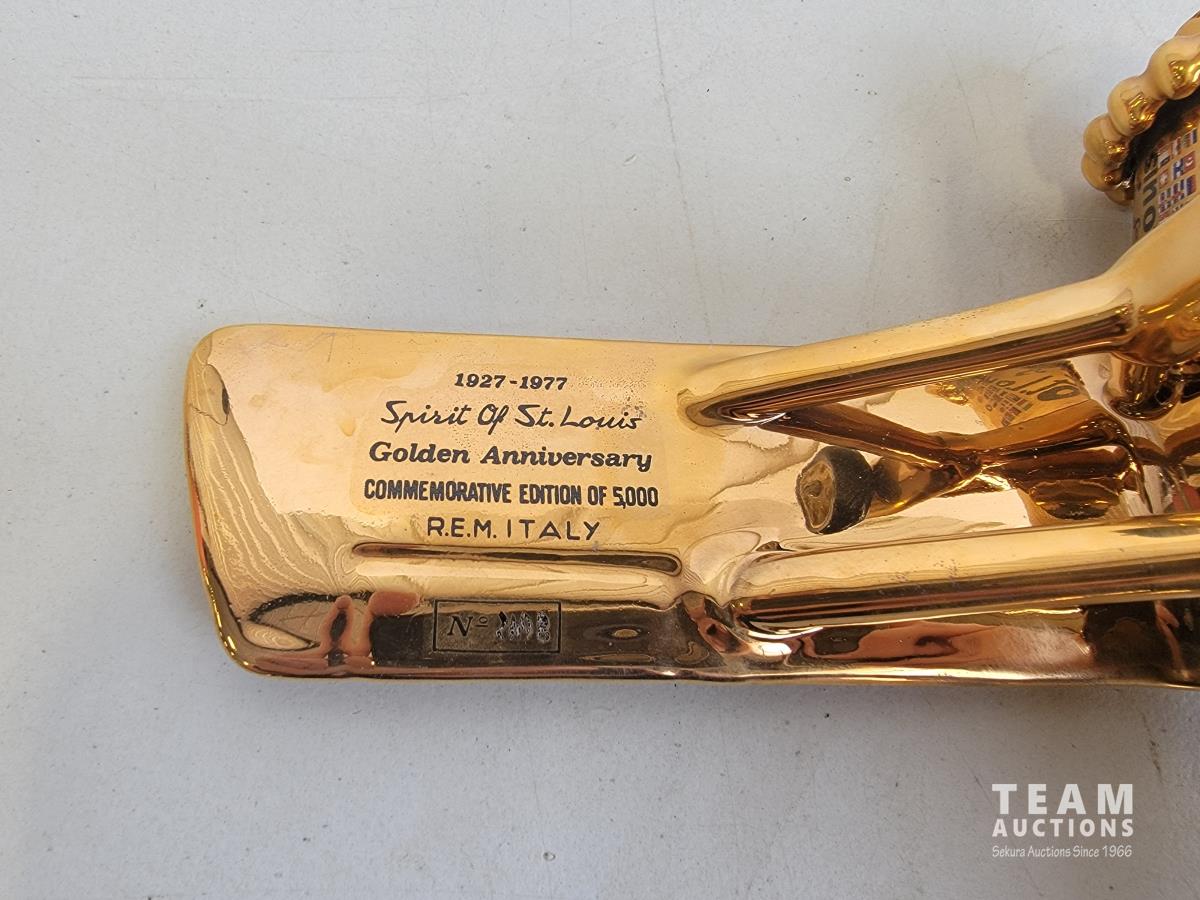 1927-1977
Spirit Of St. Louis
Golden Anniversary
COMMEMORATIVE EDITION OF 5,000
R.E.M. ITALY
Nº
TEAM
AUCTIONS
Sekura Auctions Since 1966